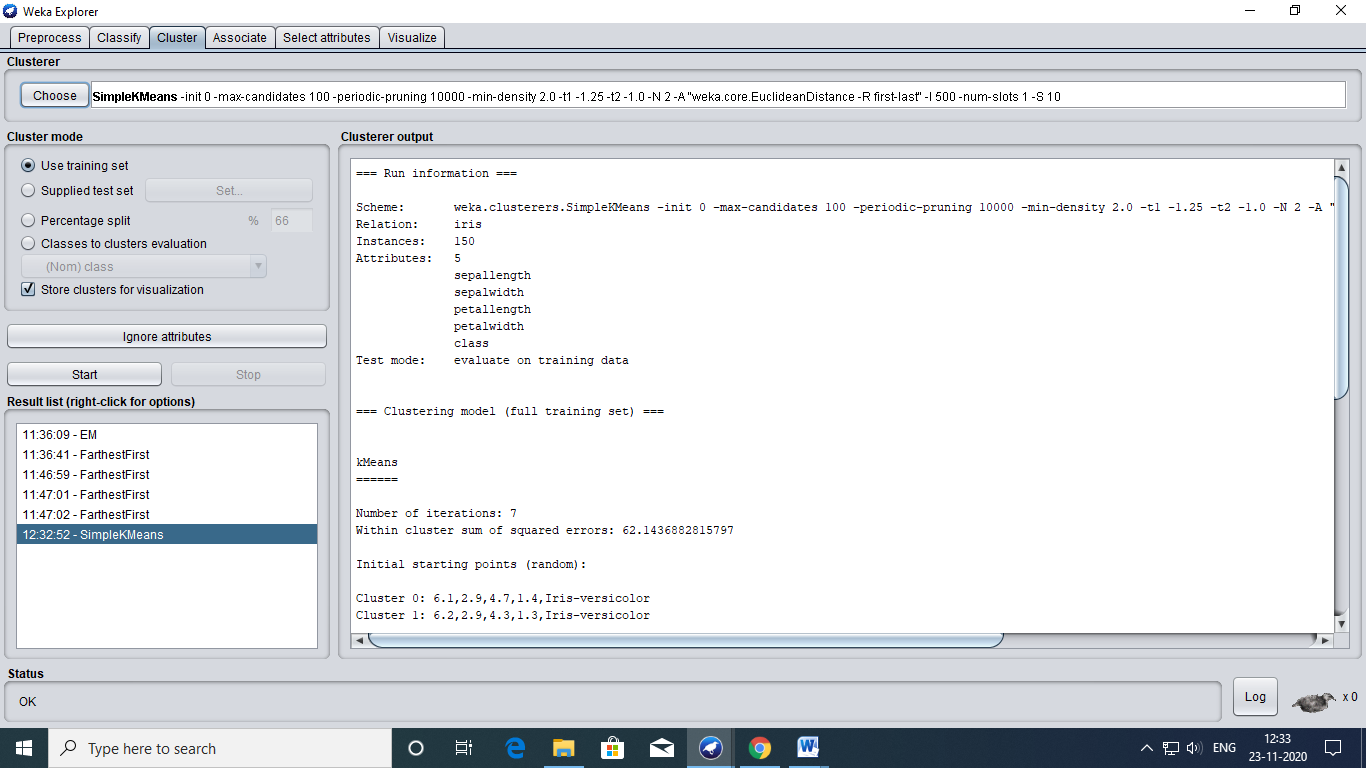 Weka Explorer
Preprocess Classify Cluster Associate Select attributes Visualize
Clusterer
Choose SimpleKMeans -init 0 -max-candidates 100 -periodic-pruning 10000 -min-density 2.0 -t1 -1.25 -t2 -1.0 -N 2 -A "weka.core.EuclideanDistance -R first-last" -I 500 -num-slots 1 -S 10
Cluster mode
Use training set
Supplied test set Set...
Percentage split % 66
Classes to clusters evaluation
(Nom) class
Store clusters for visualization
Ignore attributes
Start Stop
Result list (right-click for options)
11:36:09 - EM
11:36:41 - FarthestFirst
11:46:59 - FarthestFirst
11:47:01 - FarthestFirst
11:47:02 - FarthestFirst
12:32:52 - SimpleKMeans
Clusterer output
=== Run information ===
Scheme: weka.clusterers.SimpleKMeans -init 0 -max-candidates 100 -periodic-pruning 10000 -min-density 2.0 -t1 -1.25 -t2 -1.0 -N 2 -A "
Relation: iris
Instances: 150
Attributes: 5
sepallength
sepalwidth
petallength
petalwidth
class
Test mode: evaluate on training data
=== Clustering model (full training set) ===
kMeans
======
Number of iterations: 7
Within cluster sum of squared errors: 62.1436882815797
Initial starting points (random):
Cluster 0: 6.1,2.9,4.7,1.4,Iris-versicolor
Cluster 1: 6.2,2.9,4.3,1.3,Iris-versicolor
Status
OK
Log x 0
Type here to search
ENG
12:33
23-11-2020